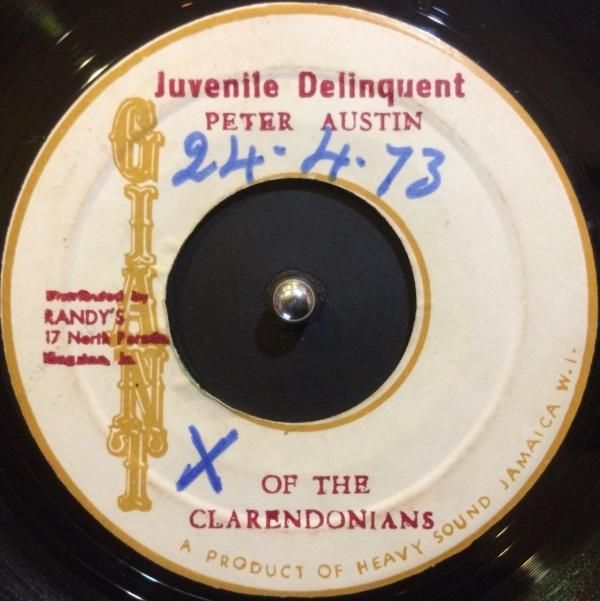 Juvenile Delinquent
PETER AUSTIN
24·4·73
GIANT
Distributed by
RANDY'S
17 North Parade
Kingston, Ja.
X
OF THE
CLARENDONIANS
A PRODUCT OF HEAVY SOUND JAMAICA W.I.